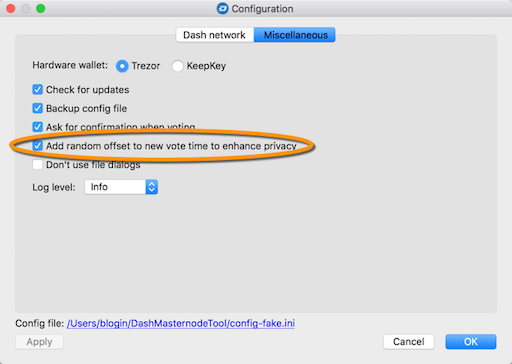 Configuration
Dash network Miscellaneous
Hardware wallet: Trezor KeepKey
Check for updates
Backup config file
Ask for confirmation when voting
Add random offset to new vote time to enhance privacy
Don't use file dialogs
Log level: Info
Config file: /Users/blogin/DashMasternodeTool/config-fake.ini
Apply Cancel OK